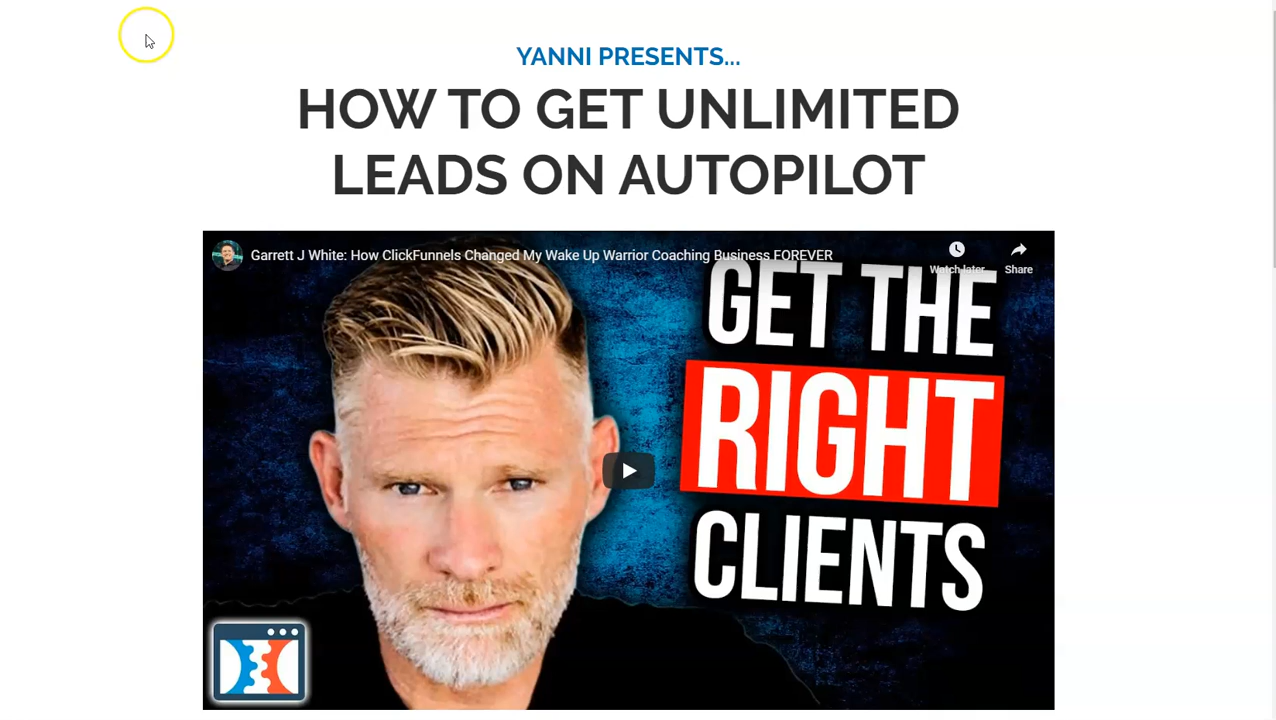 YANNI PRESENTS...
HOW TO GET UNLIMITED
LEADS ON AUTOPILOT
Garrett J White: How ClickFunnels Changed My Wake Up Warrior Coaching Business FOREVER
Watch later
Share
GET THE
RIGHT
CLIENTS